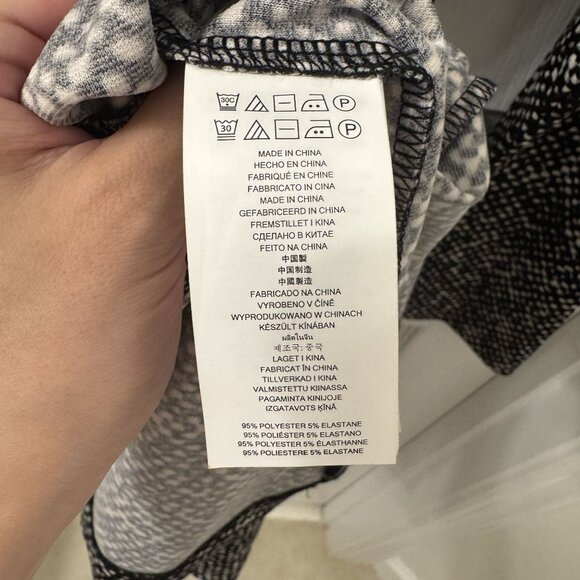 30C P
30 P
MADE IN CHINA
HECHO EN CHINA
FABRIQUÉ EN CHINE
FABBRICATO IN CINA
MADE IN CHINA
GEFABRICEERD IN CHINA
FREMSTILLET I KINA
СДЕЛАНО В КИТАЕ
FEITO NA CHINA
中国製
中国制造
中國製造
FABRICADO NA CHINA
VYROBENO V ČÍNĚ
WYPRODUKOWANO W CHINACH
KÉSZÜLT KÍNÁBAN
ผลิตในจีน
제조국: 중국
LAGET I KINA
FABRICAT ÎN CHINA
TILLVERKAD I KINA
VALMISTETTU KIINASSA
PAGAMINTA KINIJOJE
IZGATAVOTS ĶĪNĀ
95% POLYESTER 5% ELASTANE
95% POLIÉSTER 5% ELASTANO
95% POLYESTER 5% ÉLASTHANNE
95% POLIESTERE 5% ELASTANE